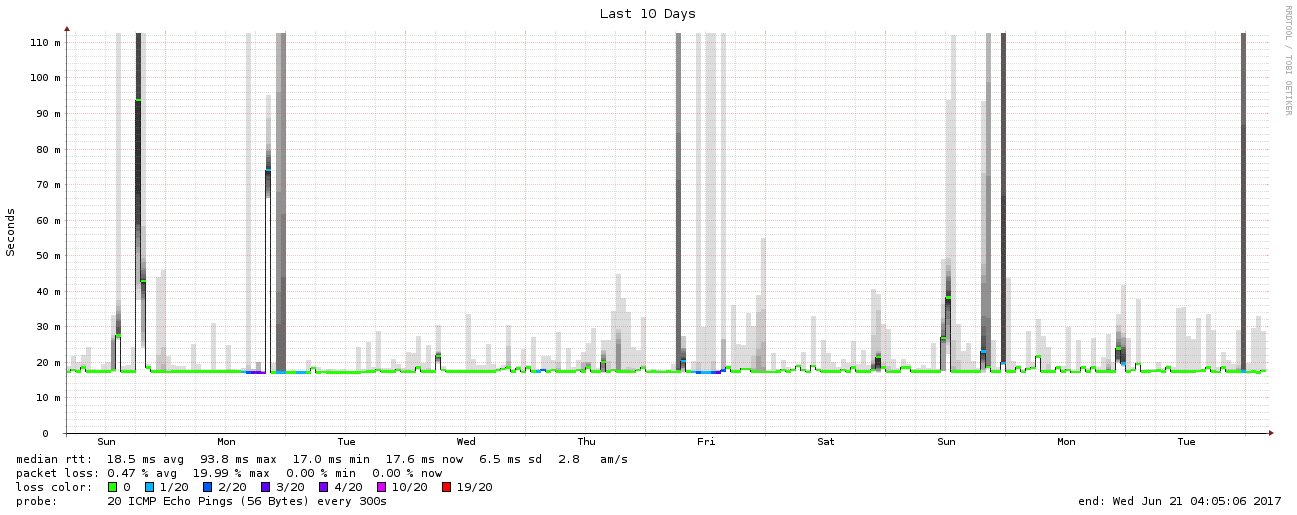 Last 10 Days
RRDTOOL / TOBI OETIKER
Seconds
110 m
100 m
90 m
80 m
70 m
60 m
50 m
40 m
30 m
20 m
10 m
0
Sun Mon Tue Wed Thu Fri Sat Sun Mon Tue
median rtt: 18.5 ms avg 93.8 ms max 17.0 ms min 17.6 ms now 6.5 ms sd 2.8 am/s
packet loss: 0.47 % avg 19.99 % max 0.00 % min 0.00 % now
loss color: 0 1/20 2/20 3/20 4/20 10/20 19/20
probe: 20 ICMP Echo Pings (56 Bytes) every 300s end: Wed Jun 21 04:05:06 2017